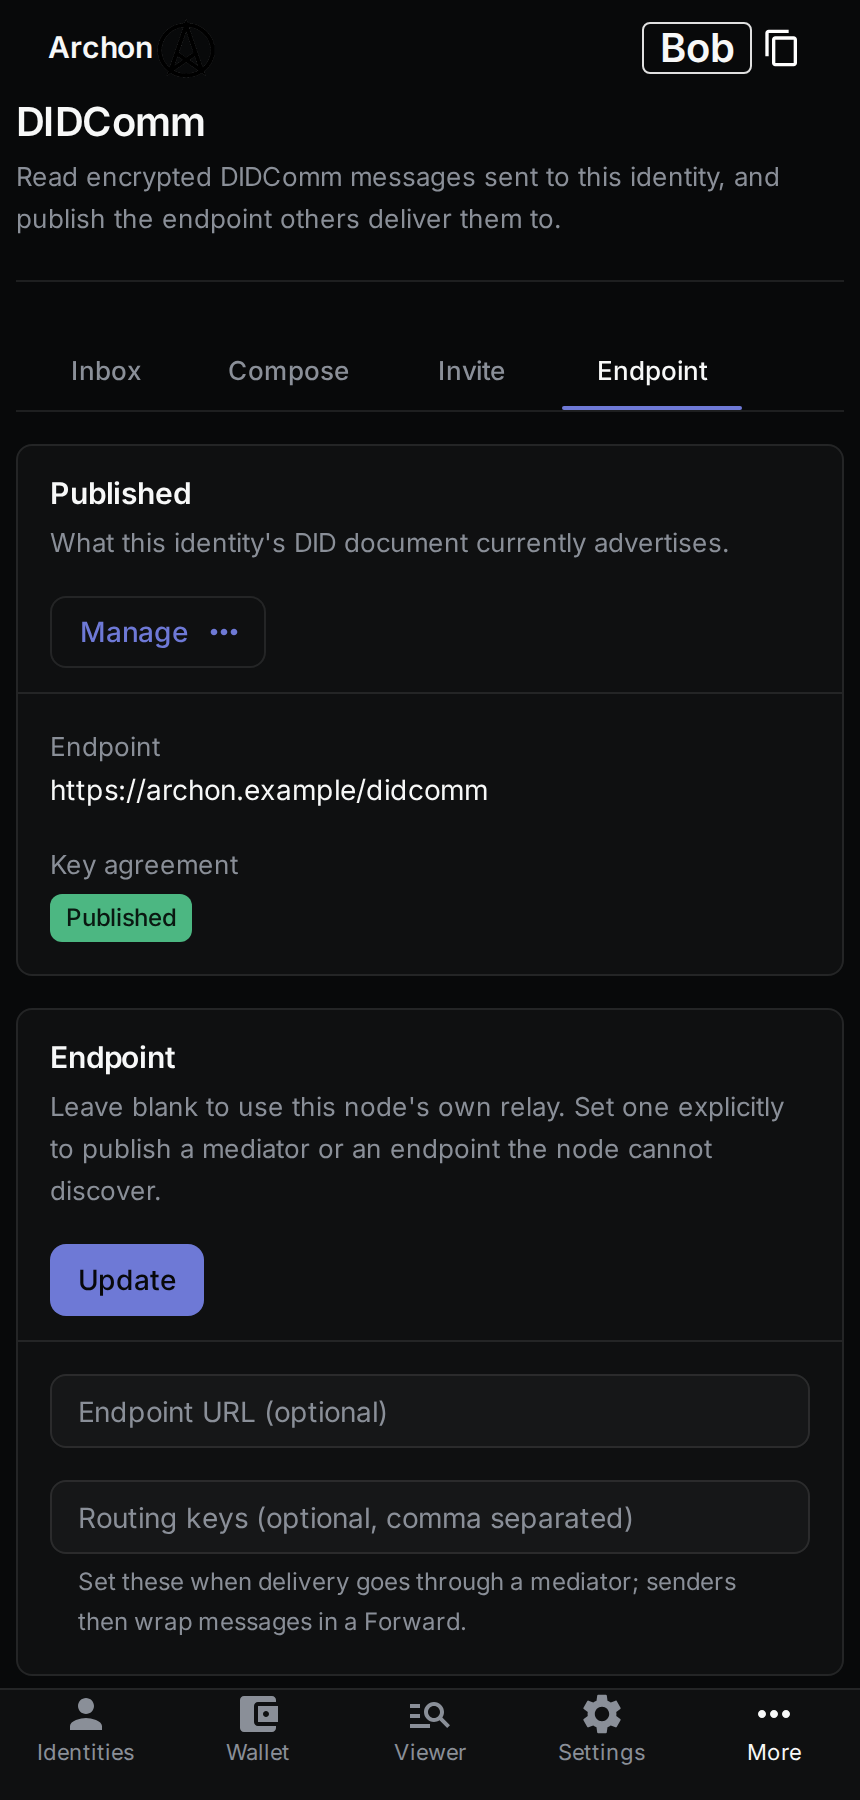 Archon
Bob
DIDComm
Read encrypted DIDComm messages sent to this identity, and
publish the endpoint others deliver them to.
Inbox
Compose
Invite
Endpoint
Published
What this identity's DID document currently advertises.
Manage
Endpoint
https://archon.example/didcomm
Key agreement
Published
Endpoint
Leave blank to use this node's own relay. Set one explicitly
to publish a mediator or an endpoint the node cannot
discover.
Update
Endpoint URL (optional)
Routing keys (optional, comma separated)
Set these when delivery goes through a mediator; senders
then wrap messages in a Forward.
Identities
Wallet
Viewer
Settings
More